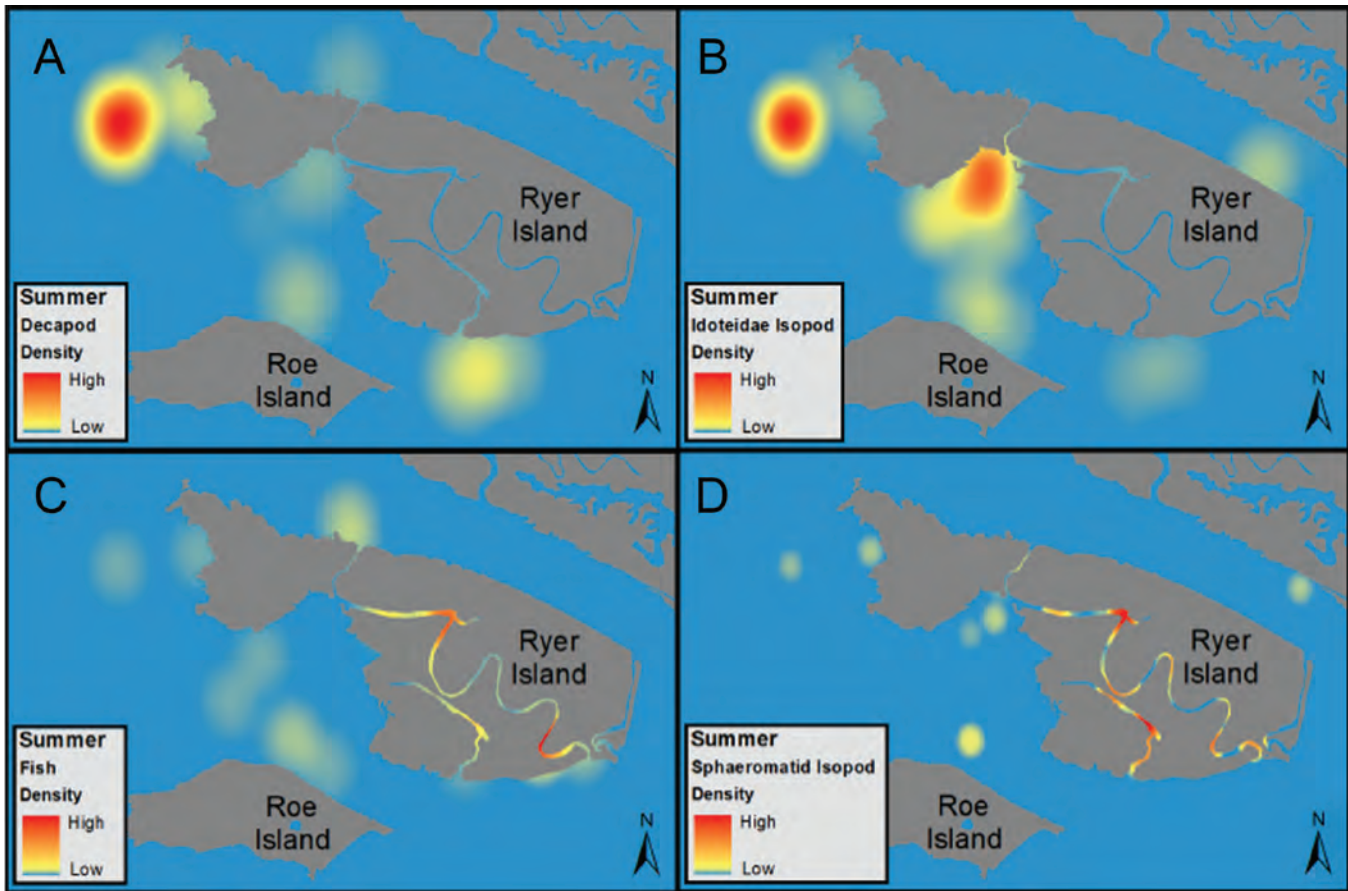 A
Ryer
Island
Roe
Island
Summer
Decapod
Density
High
Low
N
B
Ryer
Island
Roe
Island
Summer
Idoteidae Isopod
Density
High
Low
N
C
Ryer
Island
Roe
Island
Summer
Fish
Density
High
Low
N
D
Ryer
Island
Roe
Island
Summer
Sphaeromatid Isopod
Density
High
Low
N